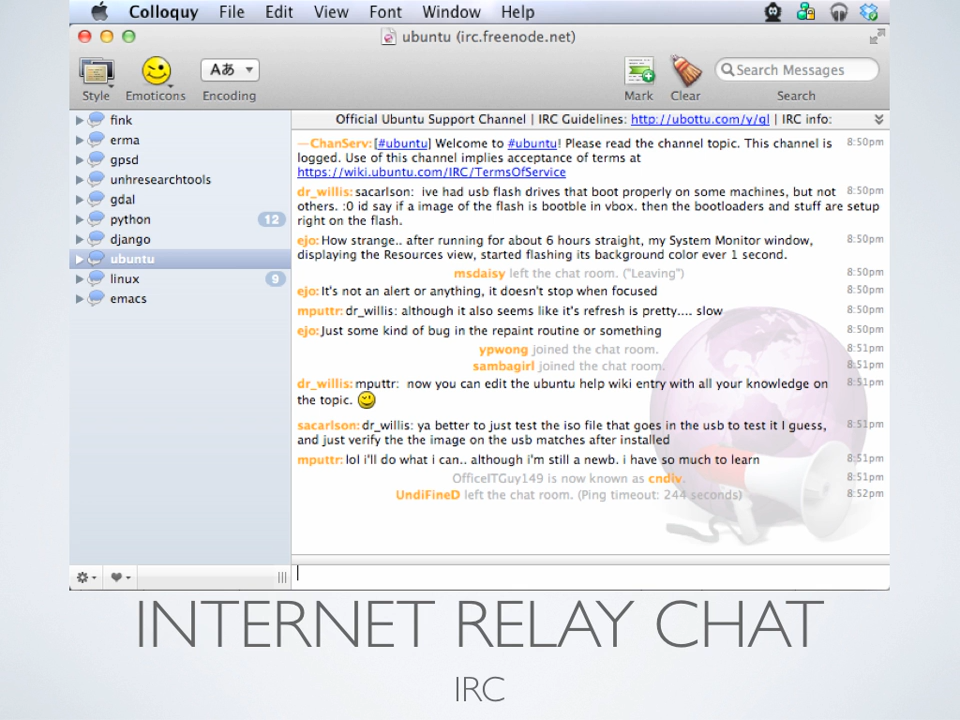 Colloquy File Edit View Font Window Help
ubuntu (irc.freenode.net)
Aあ
Search Messages
Style Emoticons Encoding Mark Clear Search
fink
erma
gpsd
unhresearchtools
gdal
python 12
django
ubuntu
linux 9
emacs
Official Ubuntu Support Channel | IRC Guidelines: http://ubottu.com/y/gl | IRC info:
—ChanServ: [#ubuntu] Welcome to #ubuntu! Please read the channel topic. This channel is 8:50pm
logged. Use of this channel implies acceptance of terms at
https://wiki.ubuntu.com/IRC/TermsOfService
dr_willis: sacarlson: ive had usb flash drives that boot properly on some machines, but not 8:50pm
others. :0 id say if a image of the flash is bootble in vbox. then the bootloaders and stuff are setup
right on the flash.
ejo: How strange.. after running for about 6 hours straight, my System Monitor window, 8:50pm
displaying the Resources view, started flashing its background color ever 1 second.
msdaisy left the chat room. ("Leaving") 8:50pm
ejo: It's not an alert or anything, it doesn't stop when focused 8:50pm
mputtr: dr_willis: although it also seems like it's refresh is pretty.... slow 8:50pm
ejo: Just some kind of bug in the repaint routine or something 8:50pm
ypwong joined the chat room. 8:51pm
sambagirl joined the chat room. 8:51pm
dr_willis: mputtr: now you can edit the ubuntu help wiki entry with all your knowledge on 8:51pm
the topic.
sacarlson: dr_willis: ya better to just test the iso file that goes in the usb to test it I guess, 8:51pm
and just verify the the image on the usb matches after installed
mputtr: lol i'll do what i can.. although i'm still a newb. i have so much to learn 8:51pm
OfficeITGuy149 is now known as cndlv. 8:51pm
UndiFineD left the chat room. (Ping timeout: 244 seconds) 8:52pm
INTERNET RELAY CHAT
IRC